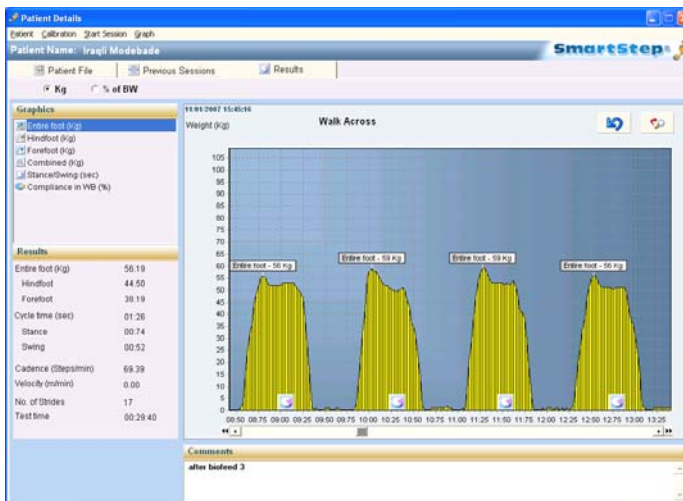 Patient Details
Patient Calibration Start Session Graph
Patient Name: Iraqli Modebade
SmartStep
Patient File Previous Sessions Results
Kg % of BW
Graphics
Entire foot (Kg)
Hindfoot (Kg)
Forefoot (Kg)
Combined (Kg)
Stance/Swing (sec)
Compliance in WB (%)
Results
Entire foot (Kg) 56.19
Hindfoot 44.50
Forefoot 38.19
Cycle time (sec) 01:26
Stance 00:74
Swing 00:52
Cadence (Steps/min) 69.39
Velocity (m/min) 0.00
No. of Strides 17
Test time 00:29:40
11/01/2007 15:45:16
Weight (Kg)
Walk Across
105
100
95
90
85
80
75
70
65
60
55
50
45
40
35
30
25
20
15
10
5
0
Entire foot - 56 Kg
Entire foot - 59 Kg
Entire foot - 59 Kg
Entire foot - 56 Kg
08:50 08:75 09:00 09:25 09:50 09:75 10:00 10:25 10:50 10:75 11:00 11:25 11:50 11:75 12:00 12:25 12:50 12:75 13:00 13:25
Comments
after biofeed 3